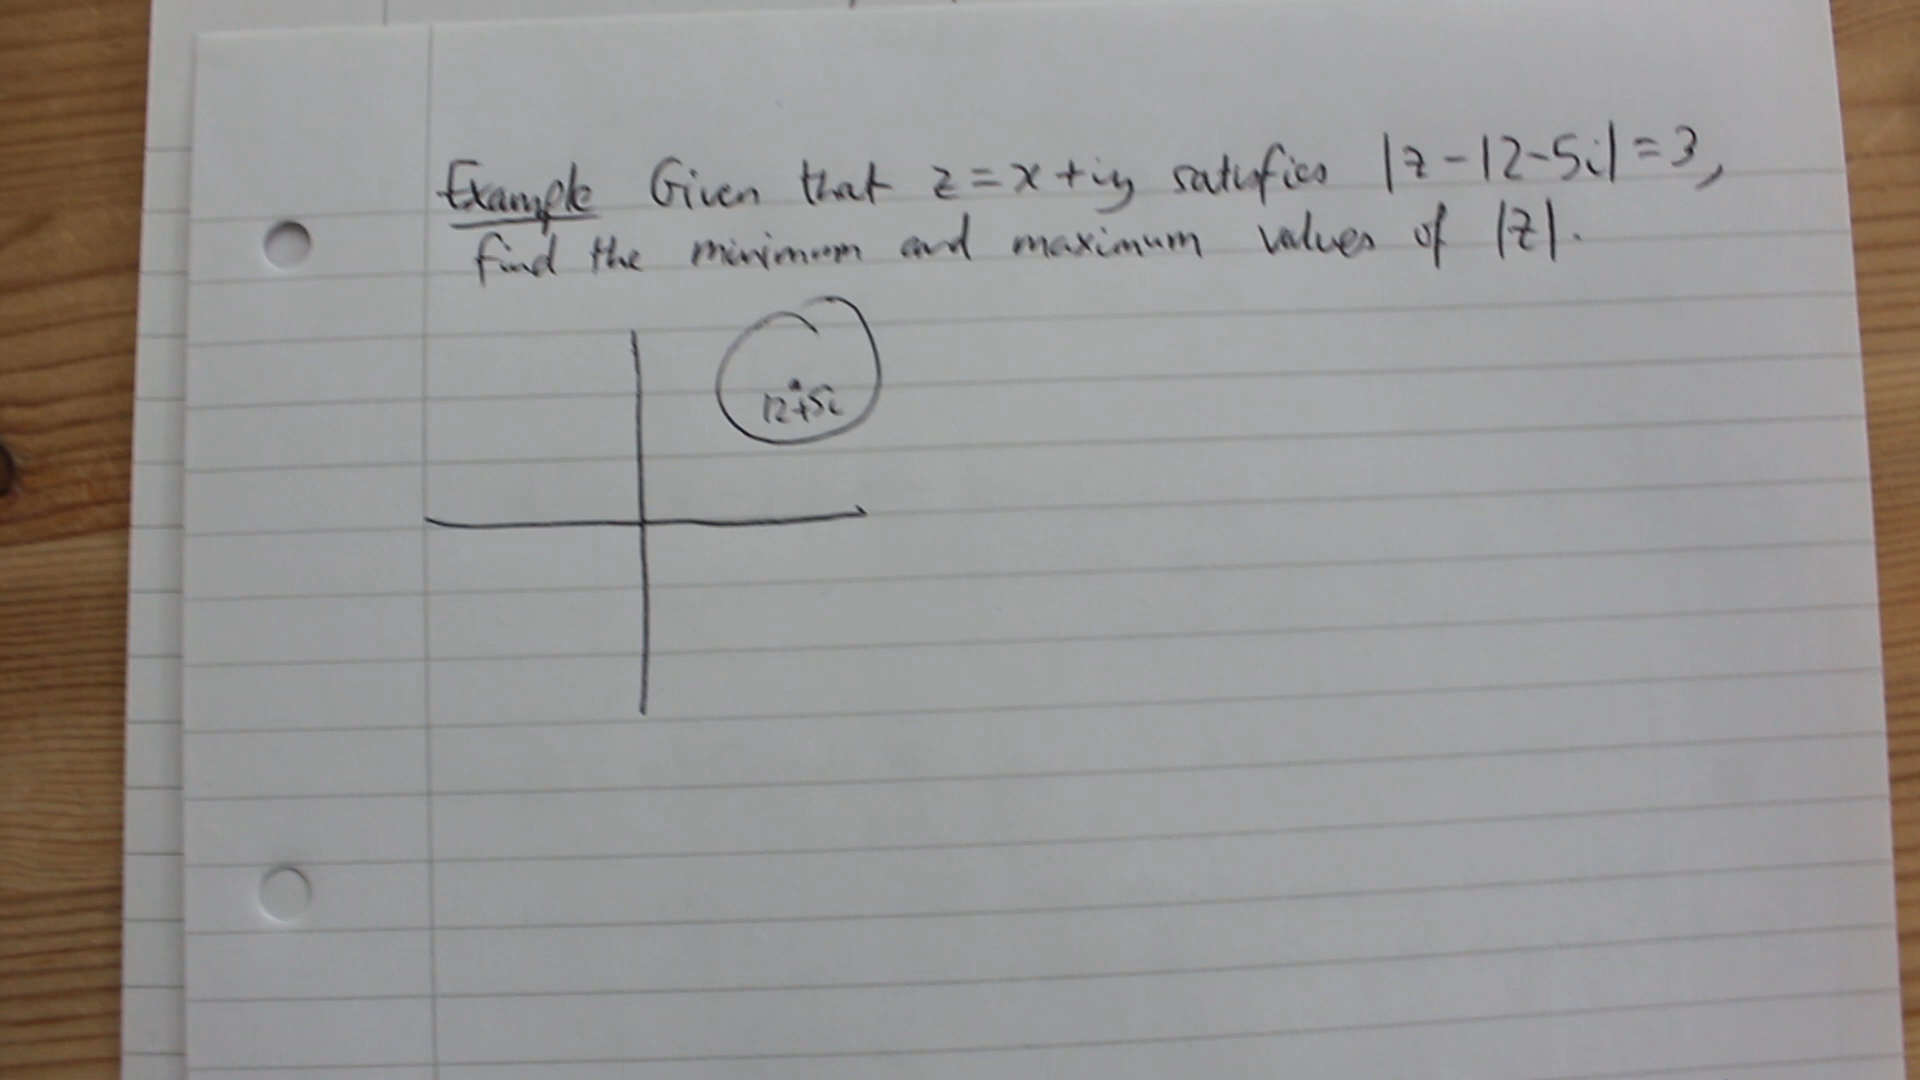 Example Given that z = x + iy satisfies |z - 12 - 5i| = 3,
find the minimum and maximum values of |z|.
12+5i